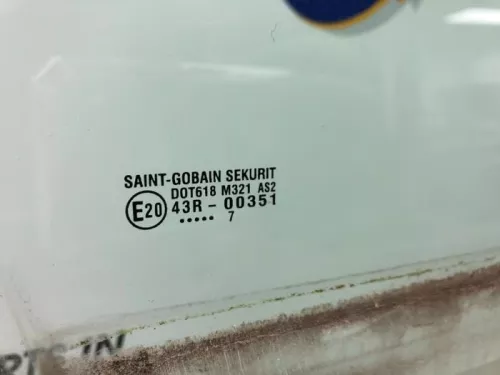 SAINT-GOBAIN SEKURIT
DOT618 M321 AS2
E20 43R - 00351
..... 7